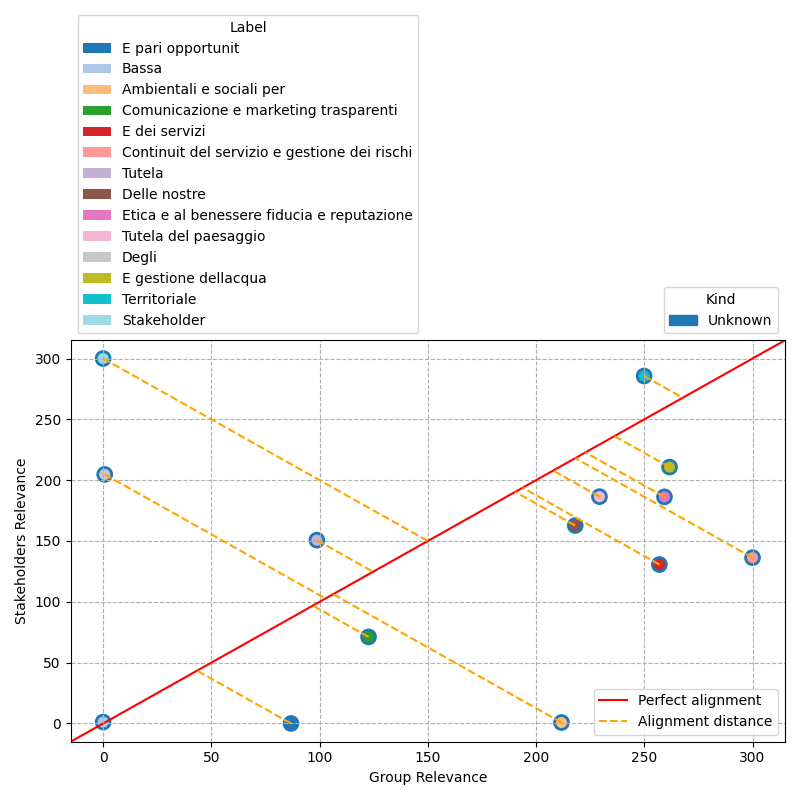 Label
E pari opportunit
Bassa
Ambientali e sociali per
Comunicazione e marketing trasparenti
E dei servizi
Continuit del servizio e gestione dei rischi
Tutela
Delle nostre
Etica e al benessere fiducia e reputazione
Tutela del paesaggio
Degli
E gestione dellacqua
Territoriale
Stakeholder
Kind
Unknown
300
250
200
150
100
50
0
Stakeholders Relevance
Perfect alignment
Alignment distance
0 50 100 150 200 250 300
Group Relevance